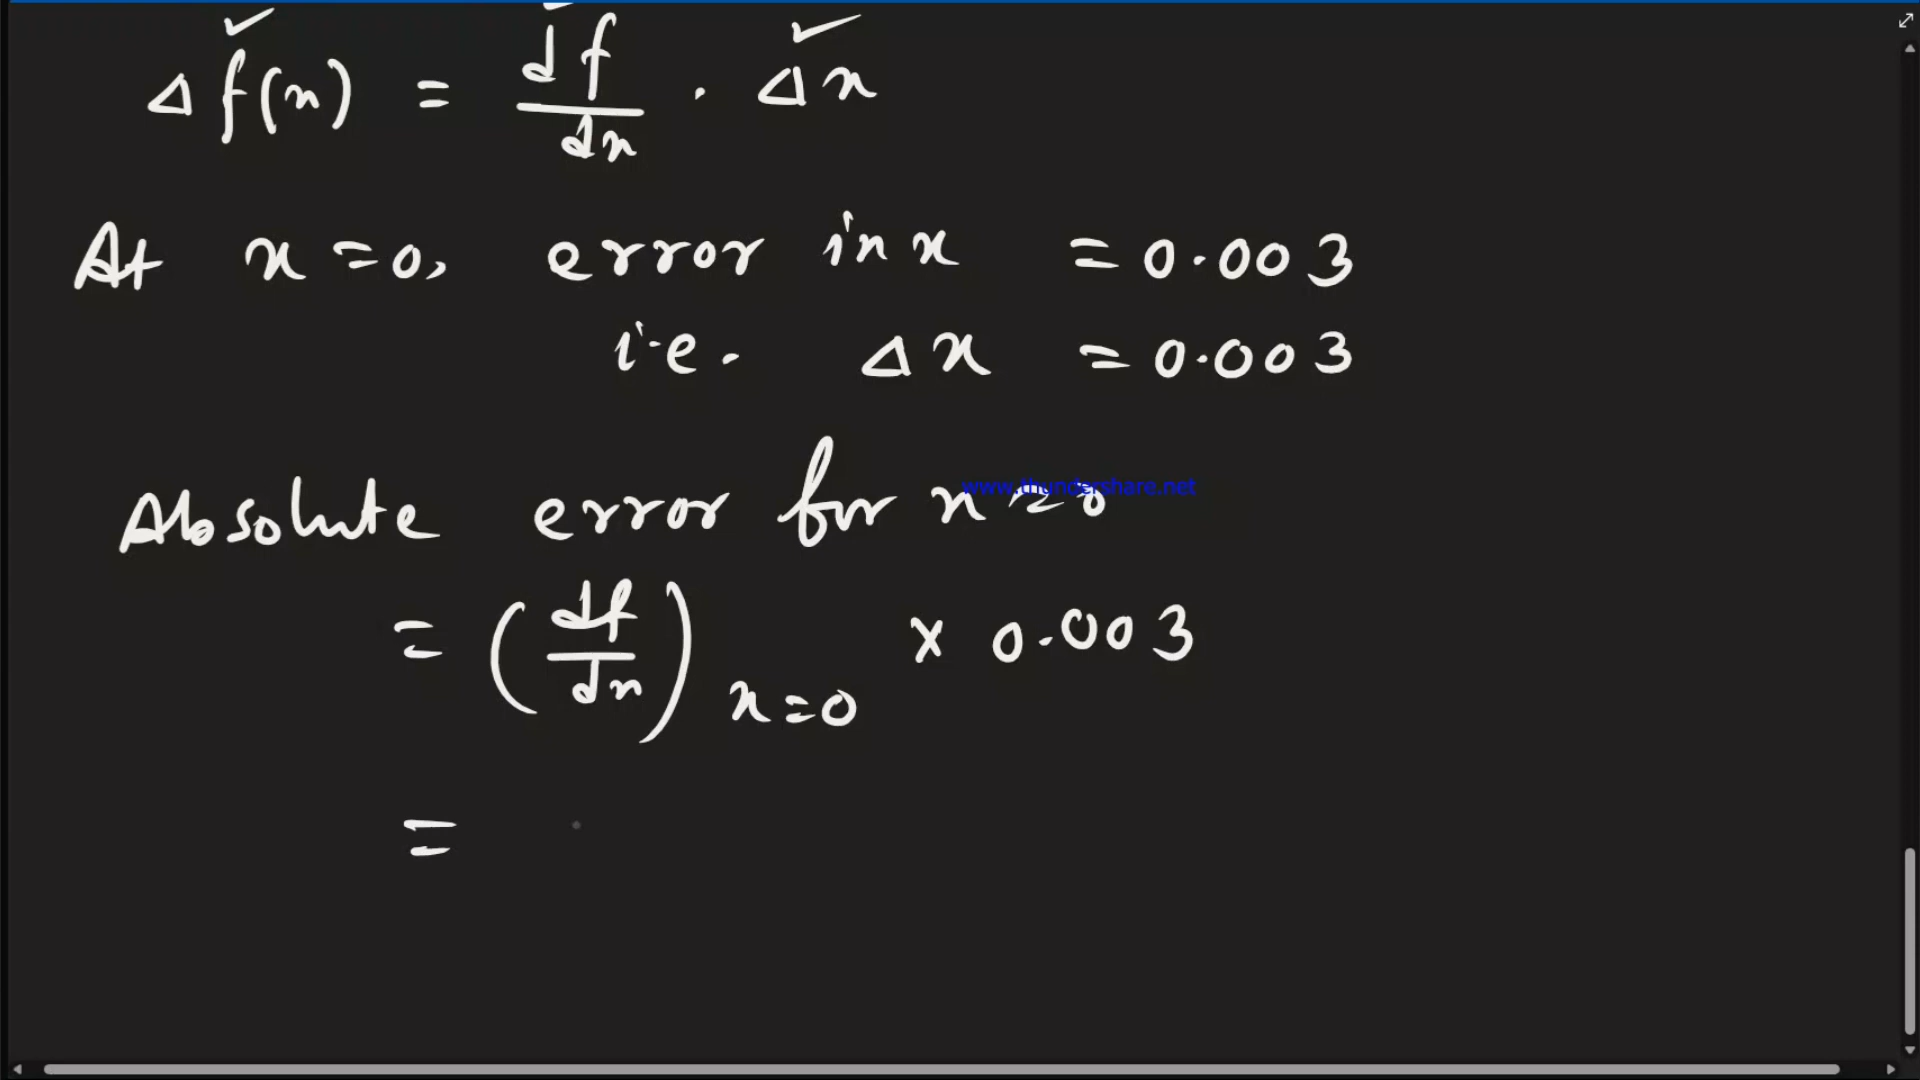 Δf(x) = df/dx · Δx
At x = 0, error in x = 0.003
i.e. Δx = 0.003
www.thundershare.net
Absolute error for x = 0
= (df/dx) x=0 × 0.003
=